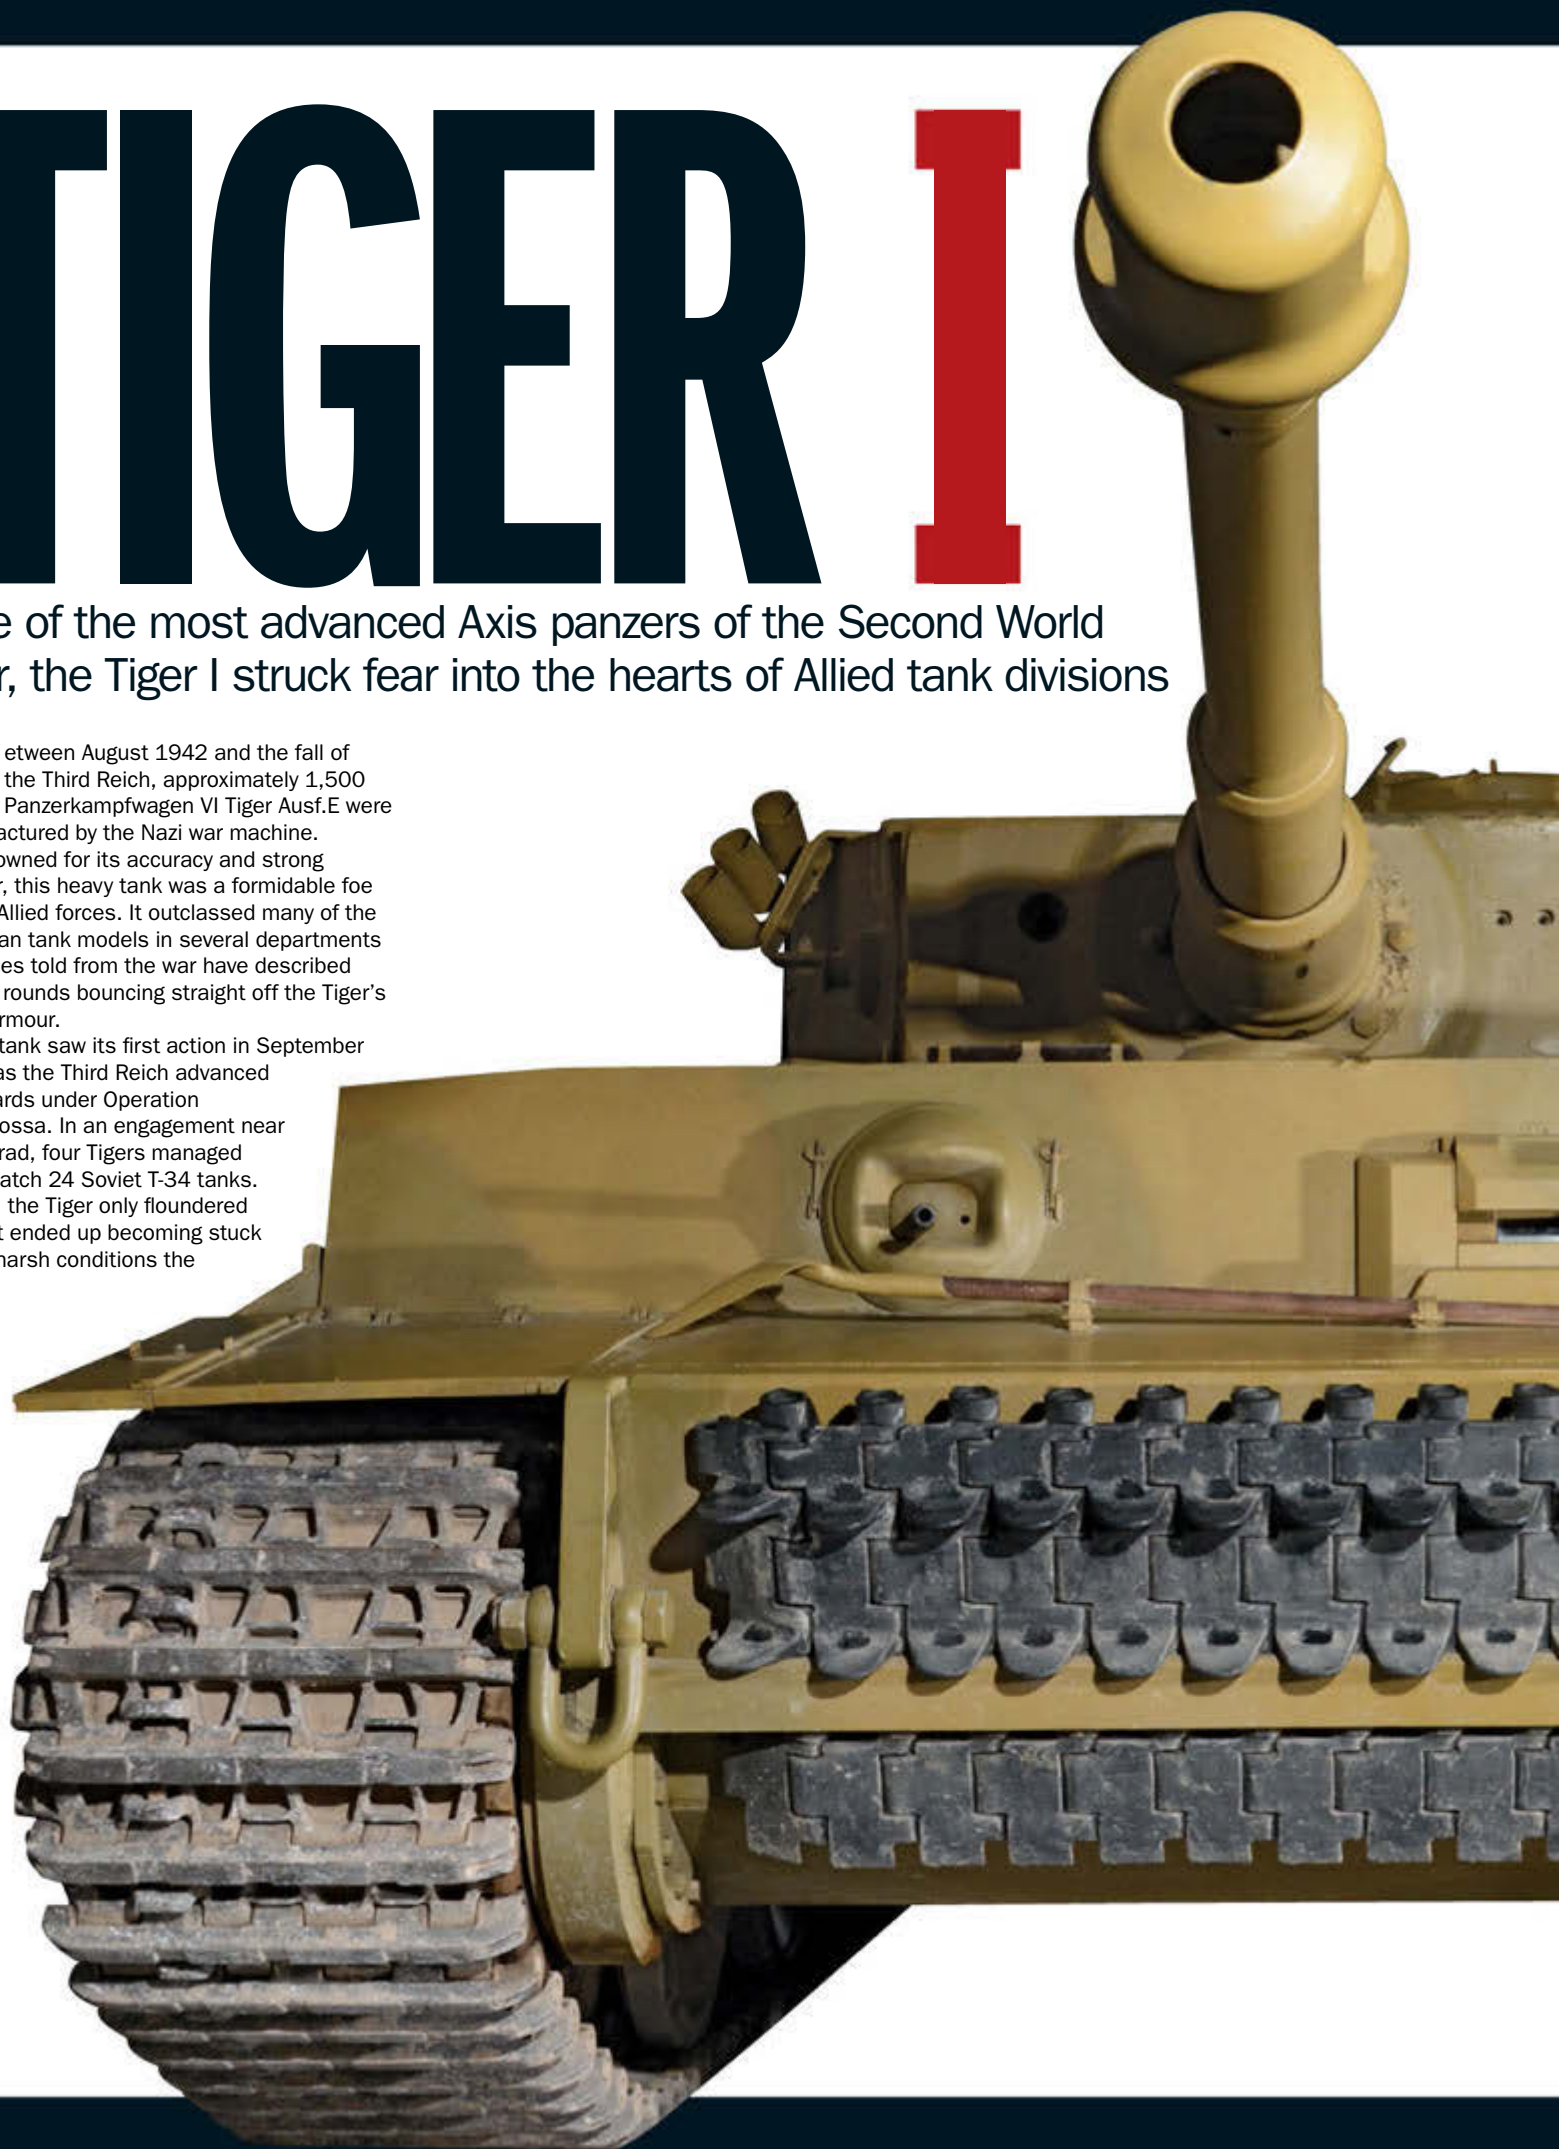 TIGER I
e of the most advanced Axis panzers of the Second World
r, the Tiger I struck fear into the hearts of Allied tank divisions
etween August 1942 and the fall of
the Third Reich, approximately 1,500
Panzerkampfwagen VI Tiger Ausf.E were
actured by the Nazi war machine.
owned for its accuracy and strong
r, this heavy tank was a formidable foe
Allied forces. It outclassed many of the
an tank models in several departments
es told from the war have described
rounds bouncing straight off the Tiger's
rmour.
tank saw its first action in September
as the Third Reich advanced
ards under Operation
ossa. In an engagement near
rad, four Tigers managed
atch 24 Soviet T-34 tanks.
the Tiger only floundered
t ended up becoming stuck
harsh conditions the